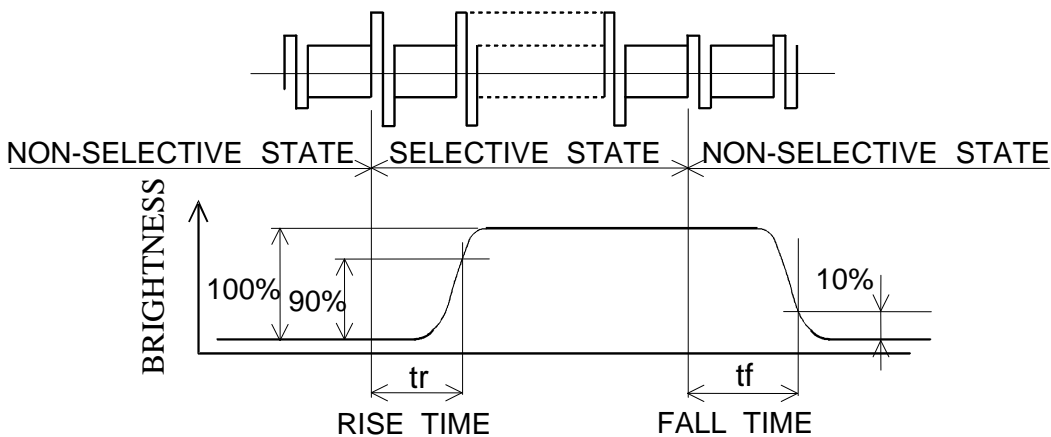 NON-SELECTIVE STATE
SELECTIVE STATE
NON-SELECTIVE STATE
BRIGHTNESS
100%
90%
10%
tr
tf
RISE TIME
FALL TIME